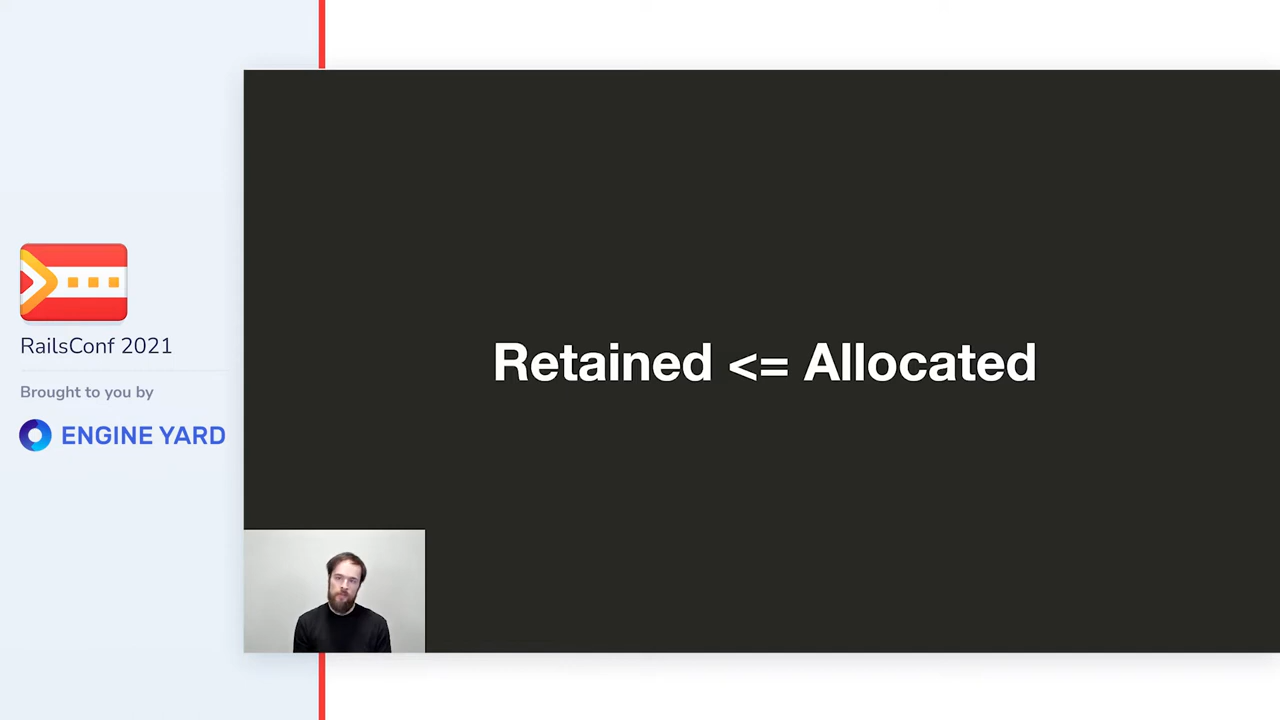 RailsConf 2021
Brought to you by
ENGINE YARD
Retained <= Allocated